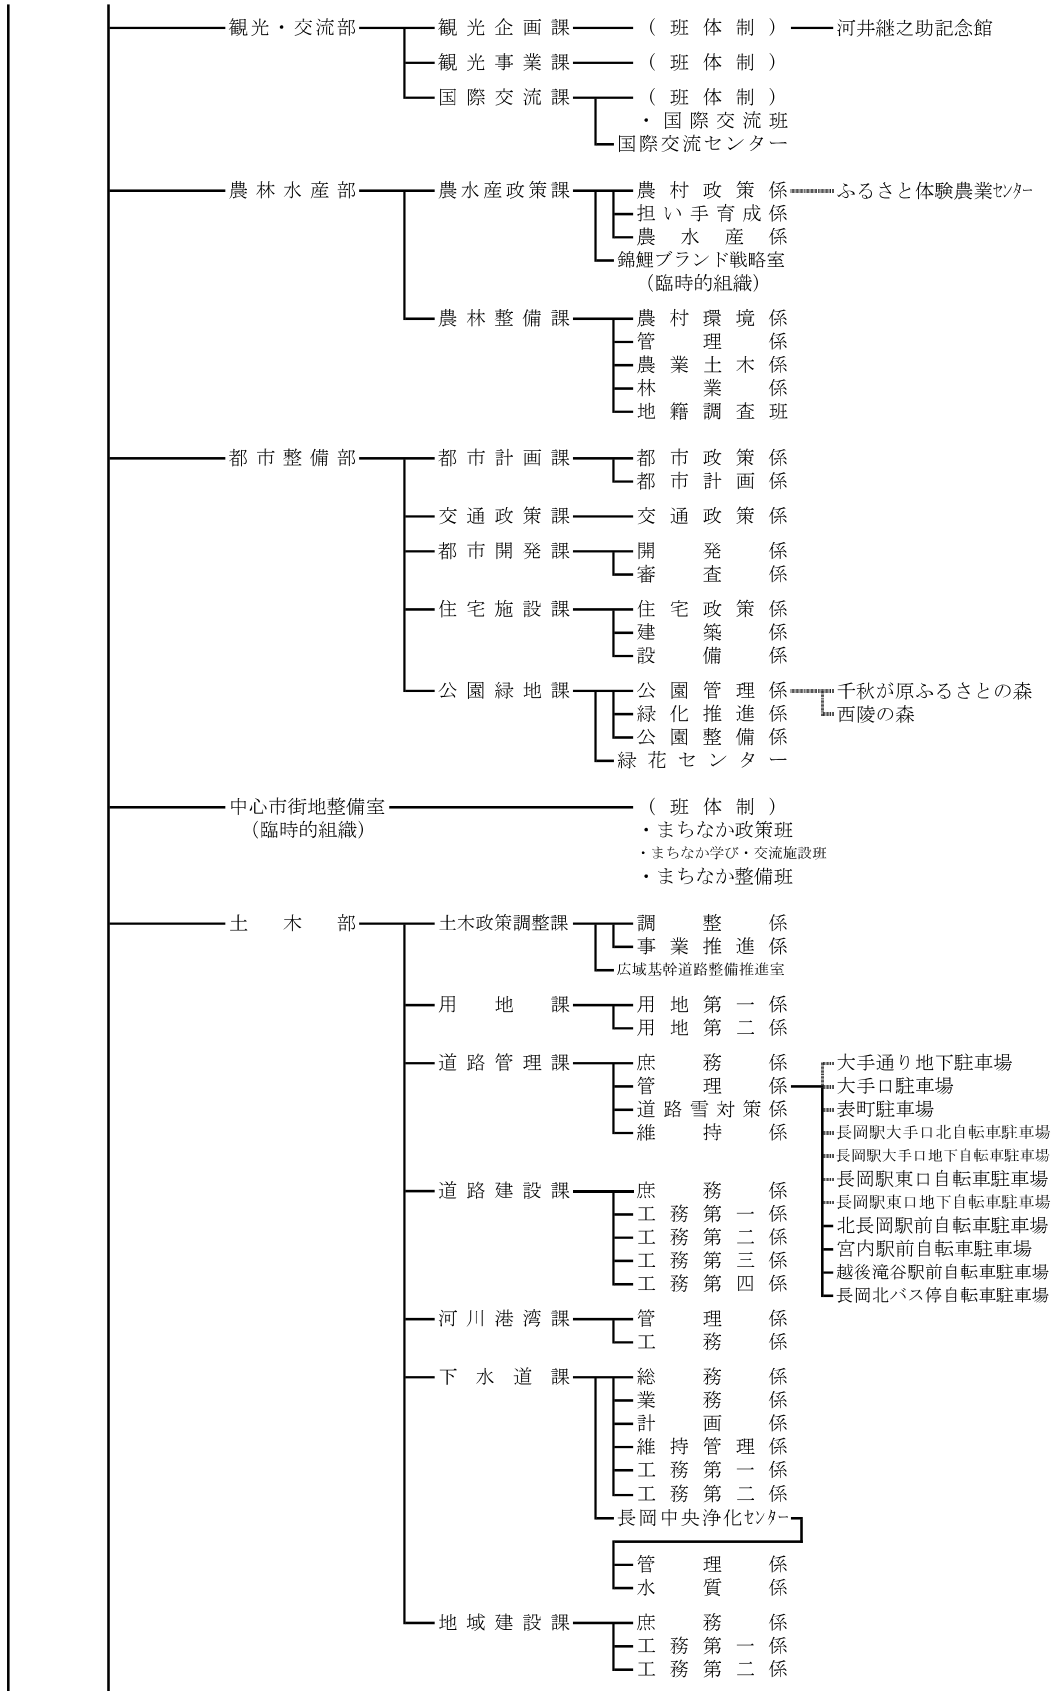 観光・交流部 観光企画課 （班体制） 河井継之助記念館
観光事業課 （班体制）
国際交流課 （班体制）
・国際交流班
国際交流センター
農林水産部 農水産政策課 農村政策係 ふるさと体験農業センター
担い手育成係
農水産係
錦鯉ブランド戦略室
（臨時的組織）
農林整備課 農村環境係
管理係
農業土木係
林業係
地籍調査班
都市整備部 都市計画課 都市政策係
都市計画係
交通政策課 交通政策係
都市開発課 開発係
審査係
住宅施設課 住宅政策係
建築係
設備係
公園緑地課 公園管理係 千秋が原ふるさとの森
緑化推進係 西陵の森
公園整備係
緑花センター
中心市街地整備室 （班体制）
（臨時的組織） ・まちなか政策班
・まちなか学び・交流施設班
・まちなか整備班
土木部 土木政策調整課 調整係
事業推進係
広域基幹道路整備推進室
用地課 用地第一係
用地第二係
道路管理課 庶務係 大手通り地下駐車場
管理係 大手口駐車場
道路雪対策係 表町駐車場
維持係 長岡駅大手口北自転車駐車場
長岡駅大手口地下自転車駐車場
長岡駅東口自転車駐車場
道路建設課 庶務係 長岡駅東口地下自転車駐車場
工務第一係 北長岡駅前自転車駐車場
工務第二係 宮内駅前自転車駐車場
工務第三係 越後滝谷駅前自転車駐車場
工務第四係 長岡北バス停自転車駐車場
河川港湾課 管理係
工務係
下水道課 総務係
業務係
計画係
維持管理係
工務第一係
工務第二係
長岡中央浄化センター
管理係
水質係
地域建設課 庶務係
工務第一係
工務第二係